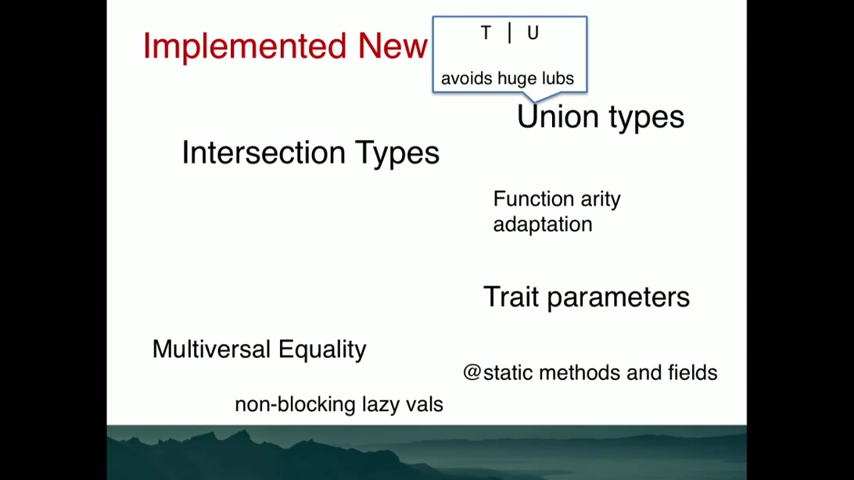 Implemented New
T | U
avoids huge lubs
Union types
Intersection Types
Function arity
adaptation
Trait parameters
Multiversal Equality
@static methods and fields
non-blocking lazy vals